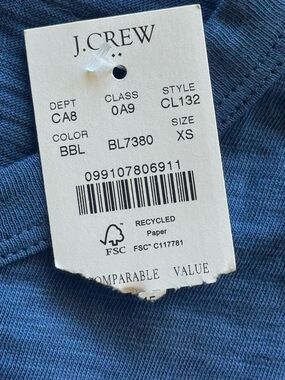 J.CREW
DEPT CLASS STYLE
CA8 0A9 CL132
COLOR SIZE
BBL BL7380 XS
099107806911
RECYCLED
Paper
FSC FSC™ C117781
COMPARABLE VALUE